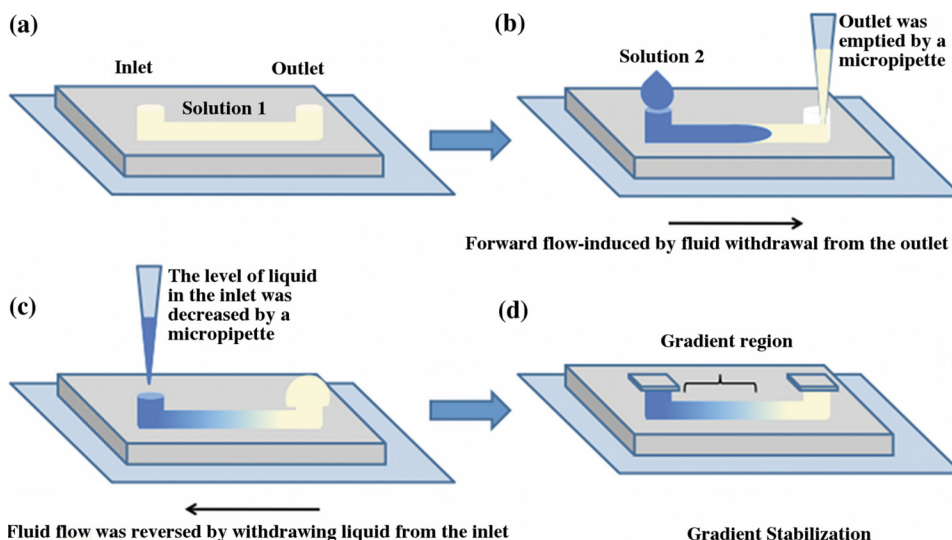 (a)
Inlet
Outlet
Solution 1
(b)
Outlet was
emptied by a
micropipette
Solution 2
Forward flow-induced by fluid withdrawal from the outlet
(c)
The level of liquid
in the inlet was
decreased by a
micropipette
Fluid flow was reversed by withdrawing liquid from the inlet
(d)
Gradient region
Gradient Stabilization